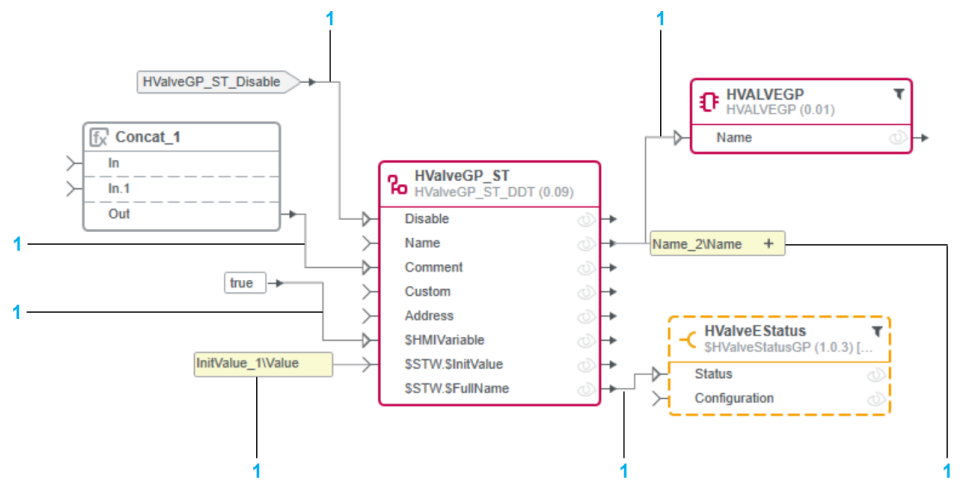 1
1
HValveGP_ST_Disable
HVALVEGP
HVALVEGP (0.01)
Name
fx Concat_1
In
In.1
Out
HValveGP_ST
HValveGP_ST_DDT (0.09)
Disable
Name
Comment
Custom
Address
$HMIVariable
$STW.$InitValue
$STW.$FullName
1
true
1
InitValue_1\Value
Name_2\Name +
HValveEStatus
$HValveStatusGP (1.0.3) [...
Status
Configuration
1
1
1